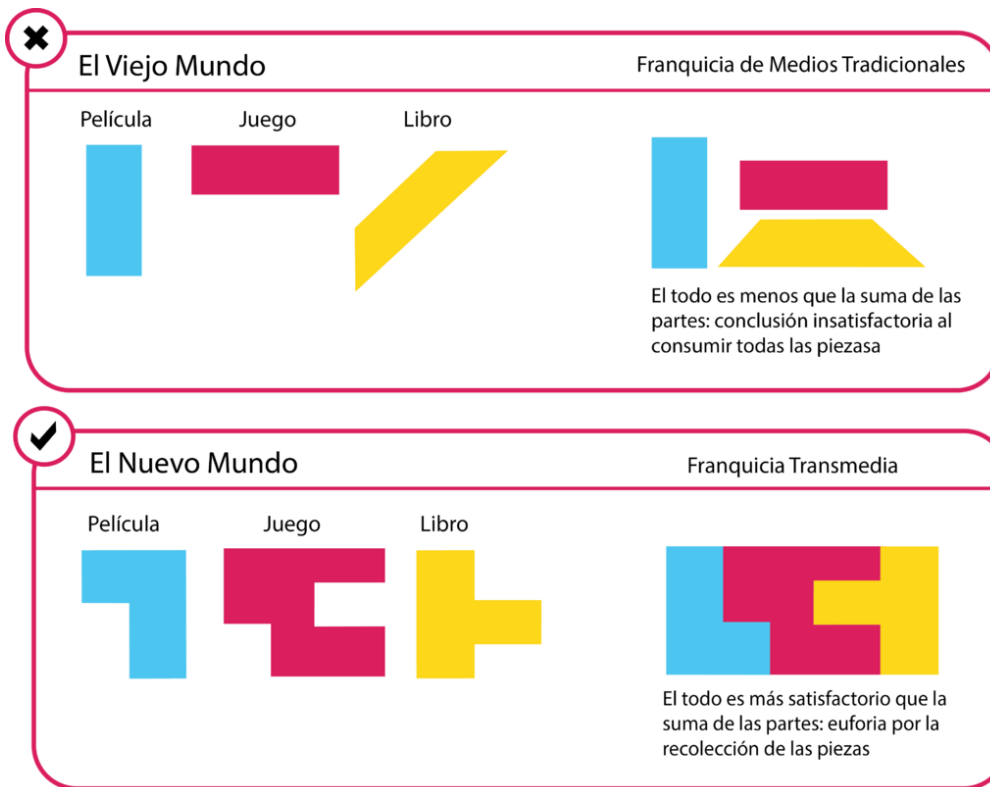 El Viejo Mundo
Franquicia de Medios Tradicionales
Película
Juego
Libro
El todo es menos que la suma de las
partes: conclusión insatisfactoria al
consumir todas las piezasa
El Nuevo Mundo
Franquicia Transmedia
Película
Juego
Libro
El todo es más satisfactorio que la
suma de las partes: euforia por la
recolección de las piezas